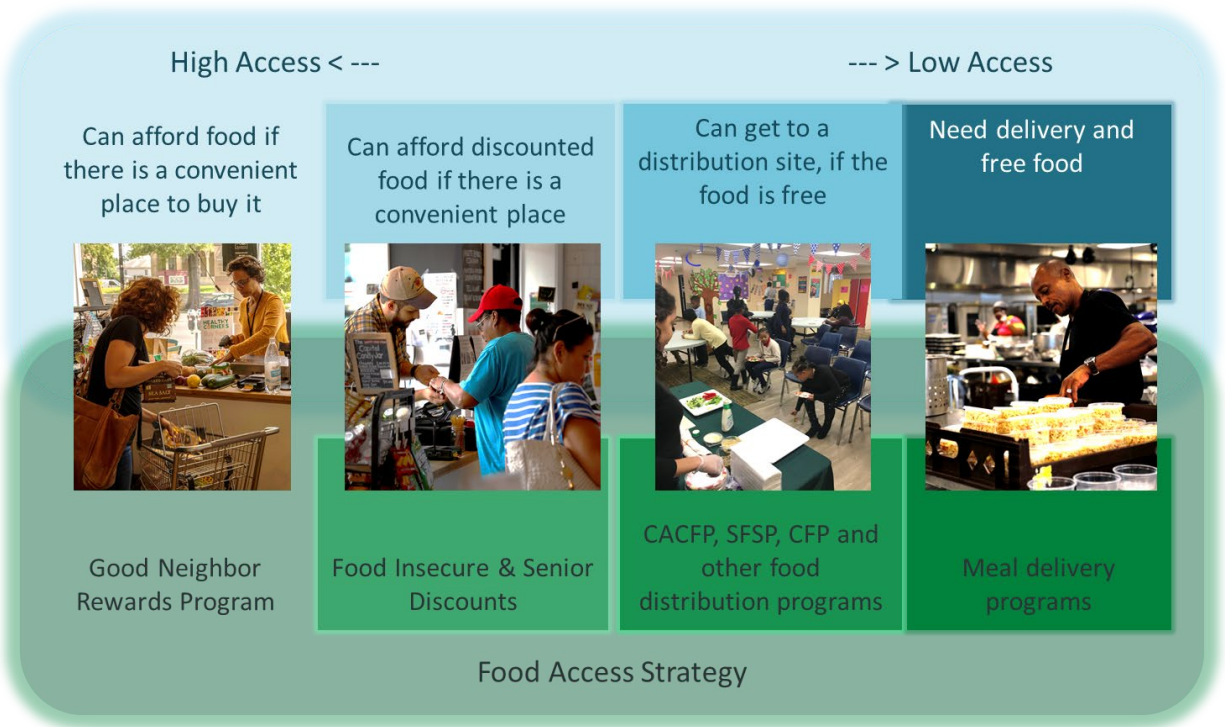 High Access < ---
--- > Low Access
Can afford food if
there is a convenient
place to buy it
Can afford discounted
food if there is a
convenient place
Can get to a
distribution site, if the
food is free
Need delivery and
free food
HEALTHY
CORNERS
Good Neighbor
Rewards Program
Food Insecure & Senior
Discounts
CACFP, SFSP, CFP and
other food
distribution programs
Meal delivery
programs
Food Access Strategy